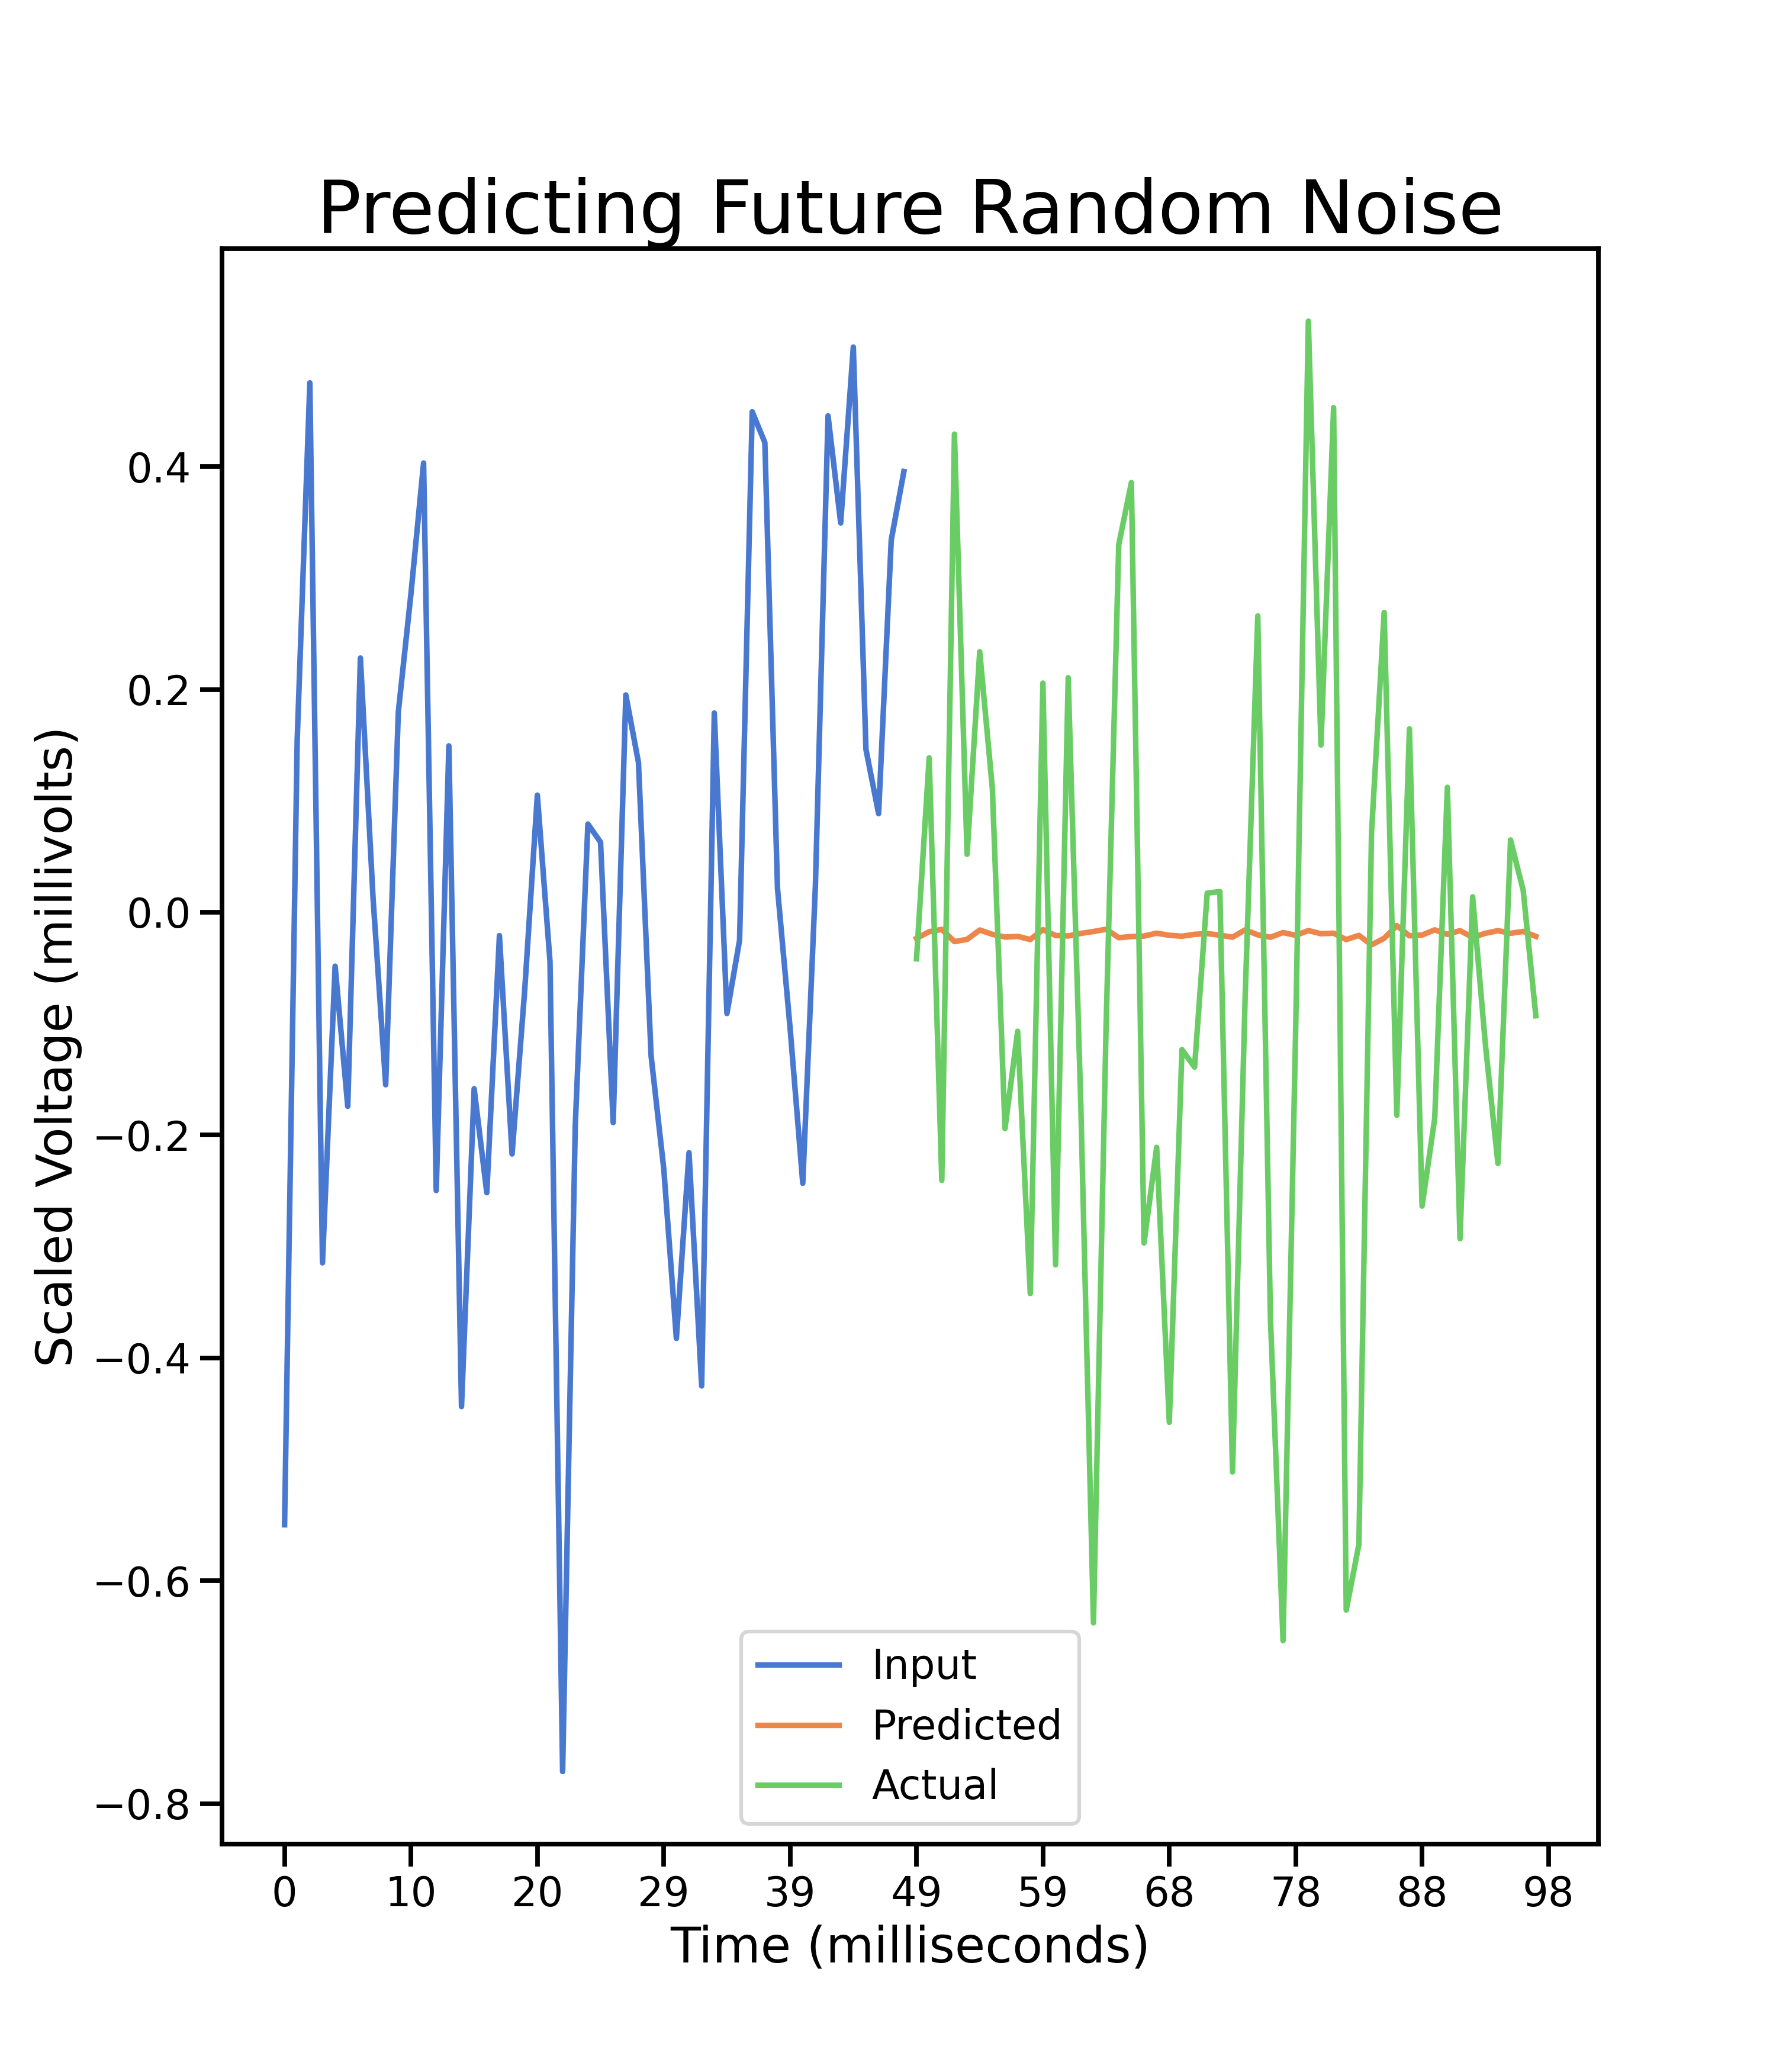 Predicting Future Random Noise
Scaled Voltage (millivolts)
0.4
0.2
0.0
−0.2
−0.4
−0.6
−0.8
Input
Predicted
Actual
0 10 20 29 39 49 59 68 78 88 98
Time (milliseconds)